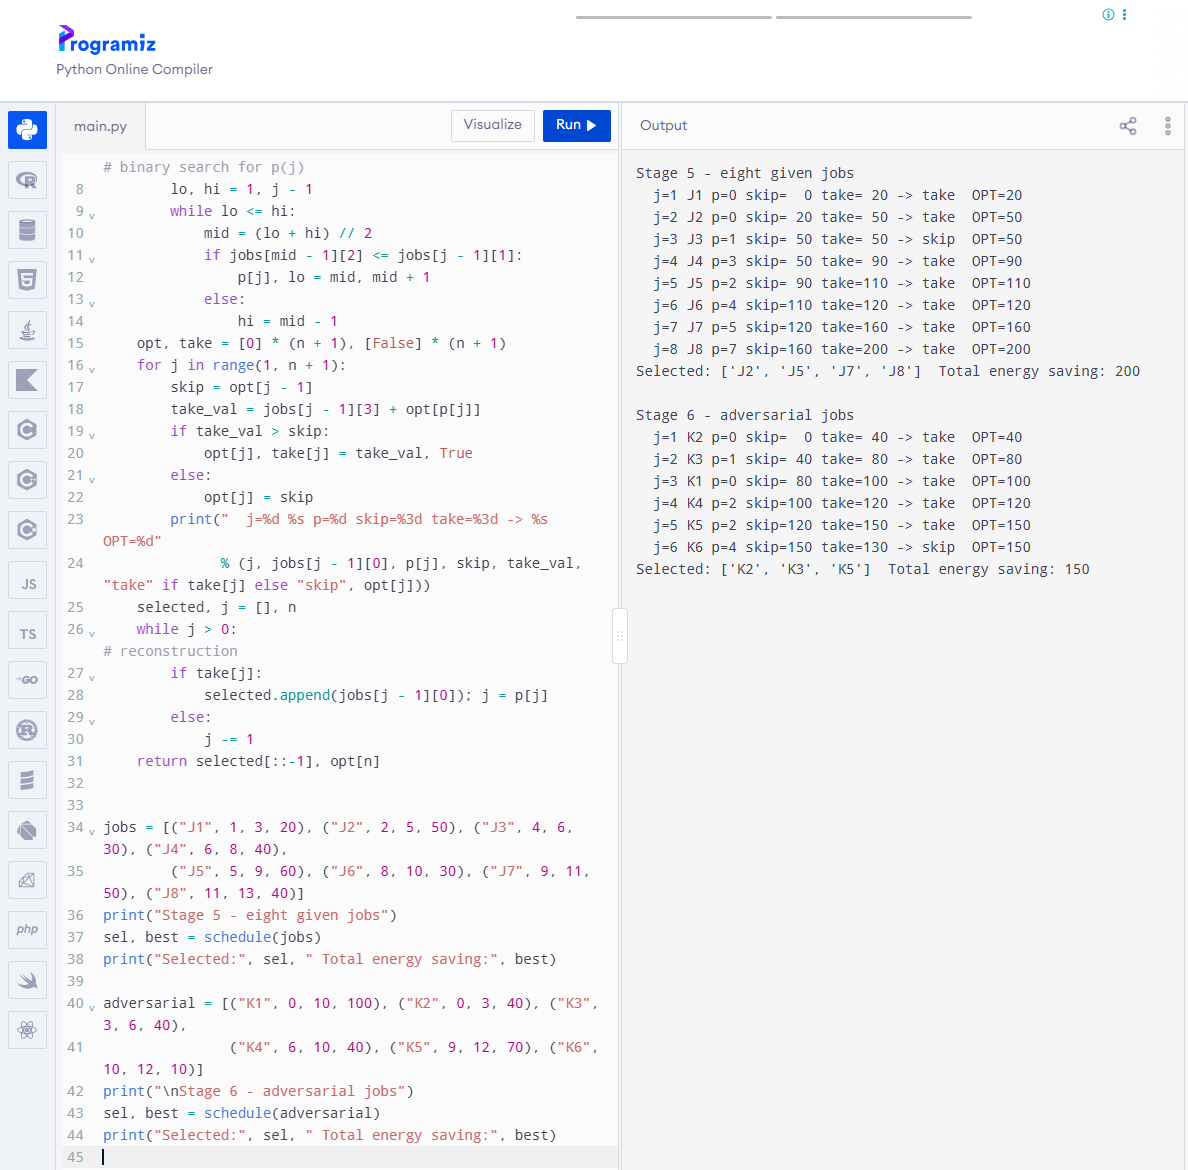 Programiz
Python Online Compiler
main.py
Visualize
Run
Output
# binary search for p(j)
8         lo, hi = 1, j - 1
9         while lo <= hi:
10             mid = (lo + hi) // 2
11             if jobs[mid - 1][2] <= jobs[j - 1][1]:
12                 p[j], lo = mid, mid + 1
13             else:
14                 hi = mid - 1
15     opt, take = [0] * (n + 1), [False] * (n + 1)
16     for j in range(1, n + 1):
17         skip = opt[j - 1]
18         take_val = jobs[j - 1][3] + opt[p[j]]
19         if take_val > skip:
20             opt[j], take[j] = take_val, True
21         else:
22             opt[j] = skip
23         print("  j=%d %s p=%d skip=%3d take=%3d -> %s
OPT=%d"
24               % (j, jobs[j - 1][0], p[j], skip, take_val,
"take" if take[j] else "skip", opt[j]))
25     selected, j = [], n
26     while j > 0:
# reconstruction
27         if take[j]:
28             selected.append(jobs[j - 1][0]); j = p[j]
29         else:
30             j -= 1
31     return selected[::-1], opt[n]
32
33
34 jobs = [("J1", 1, 3, 20), ("J2", 2, 5, 50), ("J3", 4, 6,
30), ("J4", 6, 8, 40),
35         ("J5", 5, 9, 60), ("J6", 8, 10, 30), ("J7", 9, 11,
50), ("J8", 11, 13, 40)]
36 print("Stage 5 - eight given jobs")
37 sel, best = schedule(jobs)
38 print("Selected:", sel, " Total energy saving:", best)
39
40 adversarial = [("K1", 0, 10, 100), ("K2", 0, 3, 40), ("K3",
3, 6, 40),
41                ("K4", 6, 10, 40), ("K5", 9, 12, 70), ("K6",
10, 12, 10)]
42 print("\nStage 6 - adversarial jobs")
43 sel, best = schedule(adversarial)
44 print("Selected:", sel, " Total energy saving:", best)
45
Stage 5 - eight given jobs
  j=1 J1 p=0 skip=  0 take= 20 -> take  OPT=20
  j=2 J2 p=0 skip= 20 take= 50 -> take  OPT=50
  j=3 J3 p=1 skip= 50 take= 50 -> skip  OPT=50
  j=4 J4 p=3 skip= 50 take= 90 -> take  OPT=90
  j=5 J5 p=2 skip= 90 take=110 -> take  OPT=110
  j=6 J6 p=4 skip=110 take=120 -> take  OPT=120
  j=7 J7 p=5 skip=120 take=160 -> take  OPT=160
  j=8 J8 p=7 skip=160 take=200 -> take  OPT=200
Selected: ['J2', 'J5', 'J7', 'J8']  Total energy saving: 200
Stage 6 - adversarial jobs
  j=1 K2 p=0 skip=  0 take= 40 -> take  OPT=40
  j=2 K3 p=1 skip= 40 take= 80 -> take  OPT=80
  j=3 K1 p=0 skip= 80 take=100 -> take  OPT=100
  j=4 K4 p=2 skip=100 take=120 -> take  OPT=120
  j=5 K5 p=2 skip=120 take=150 -> take  OPT=150
  j=6 K6 p=4 skip=150 take=130 -> skip  OPT=150
Selected: ['K2', 'K3', 'K5']  Total energy saving: 150
JS
TS
GO
php